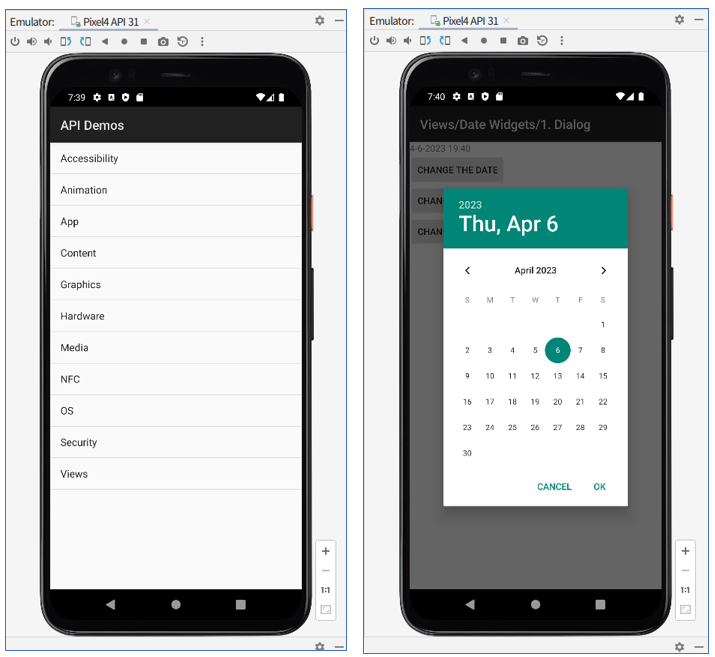 Emulator: Pixel4 API 31
7:39
API Demos
Accessibility
Animation
App
Content
Graphics
Hardware
Media
NFC
OS
Security
Views
1:1
Emulator: Pixel4 API 31
7:40
Views/Date Widgets/1. Dialog
4-6-2023 19:40
CHANGE THE DATE
CHAN
CHAN
2023
Thu, Apr 6
April 2023
S M T W T F S
1
2 3 4 5 6 7 8
9 10 11 12 13 14 15
16 17 18 19 20 21 22
23 24 25 26 27 28 29
30
CANCEL OK
1:1